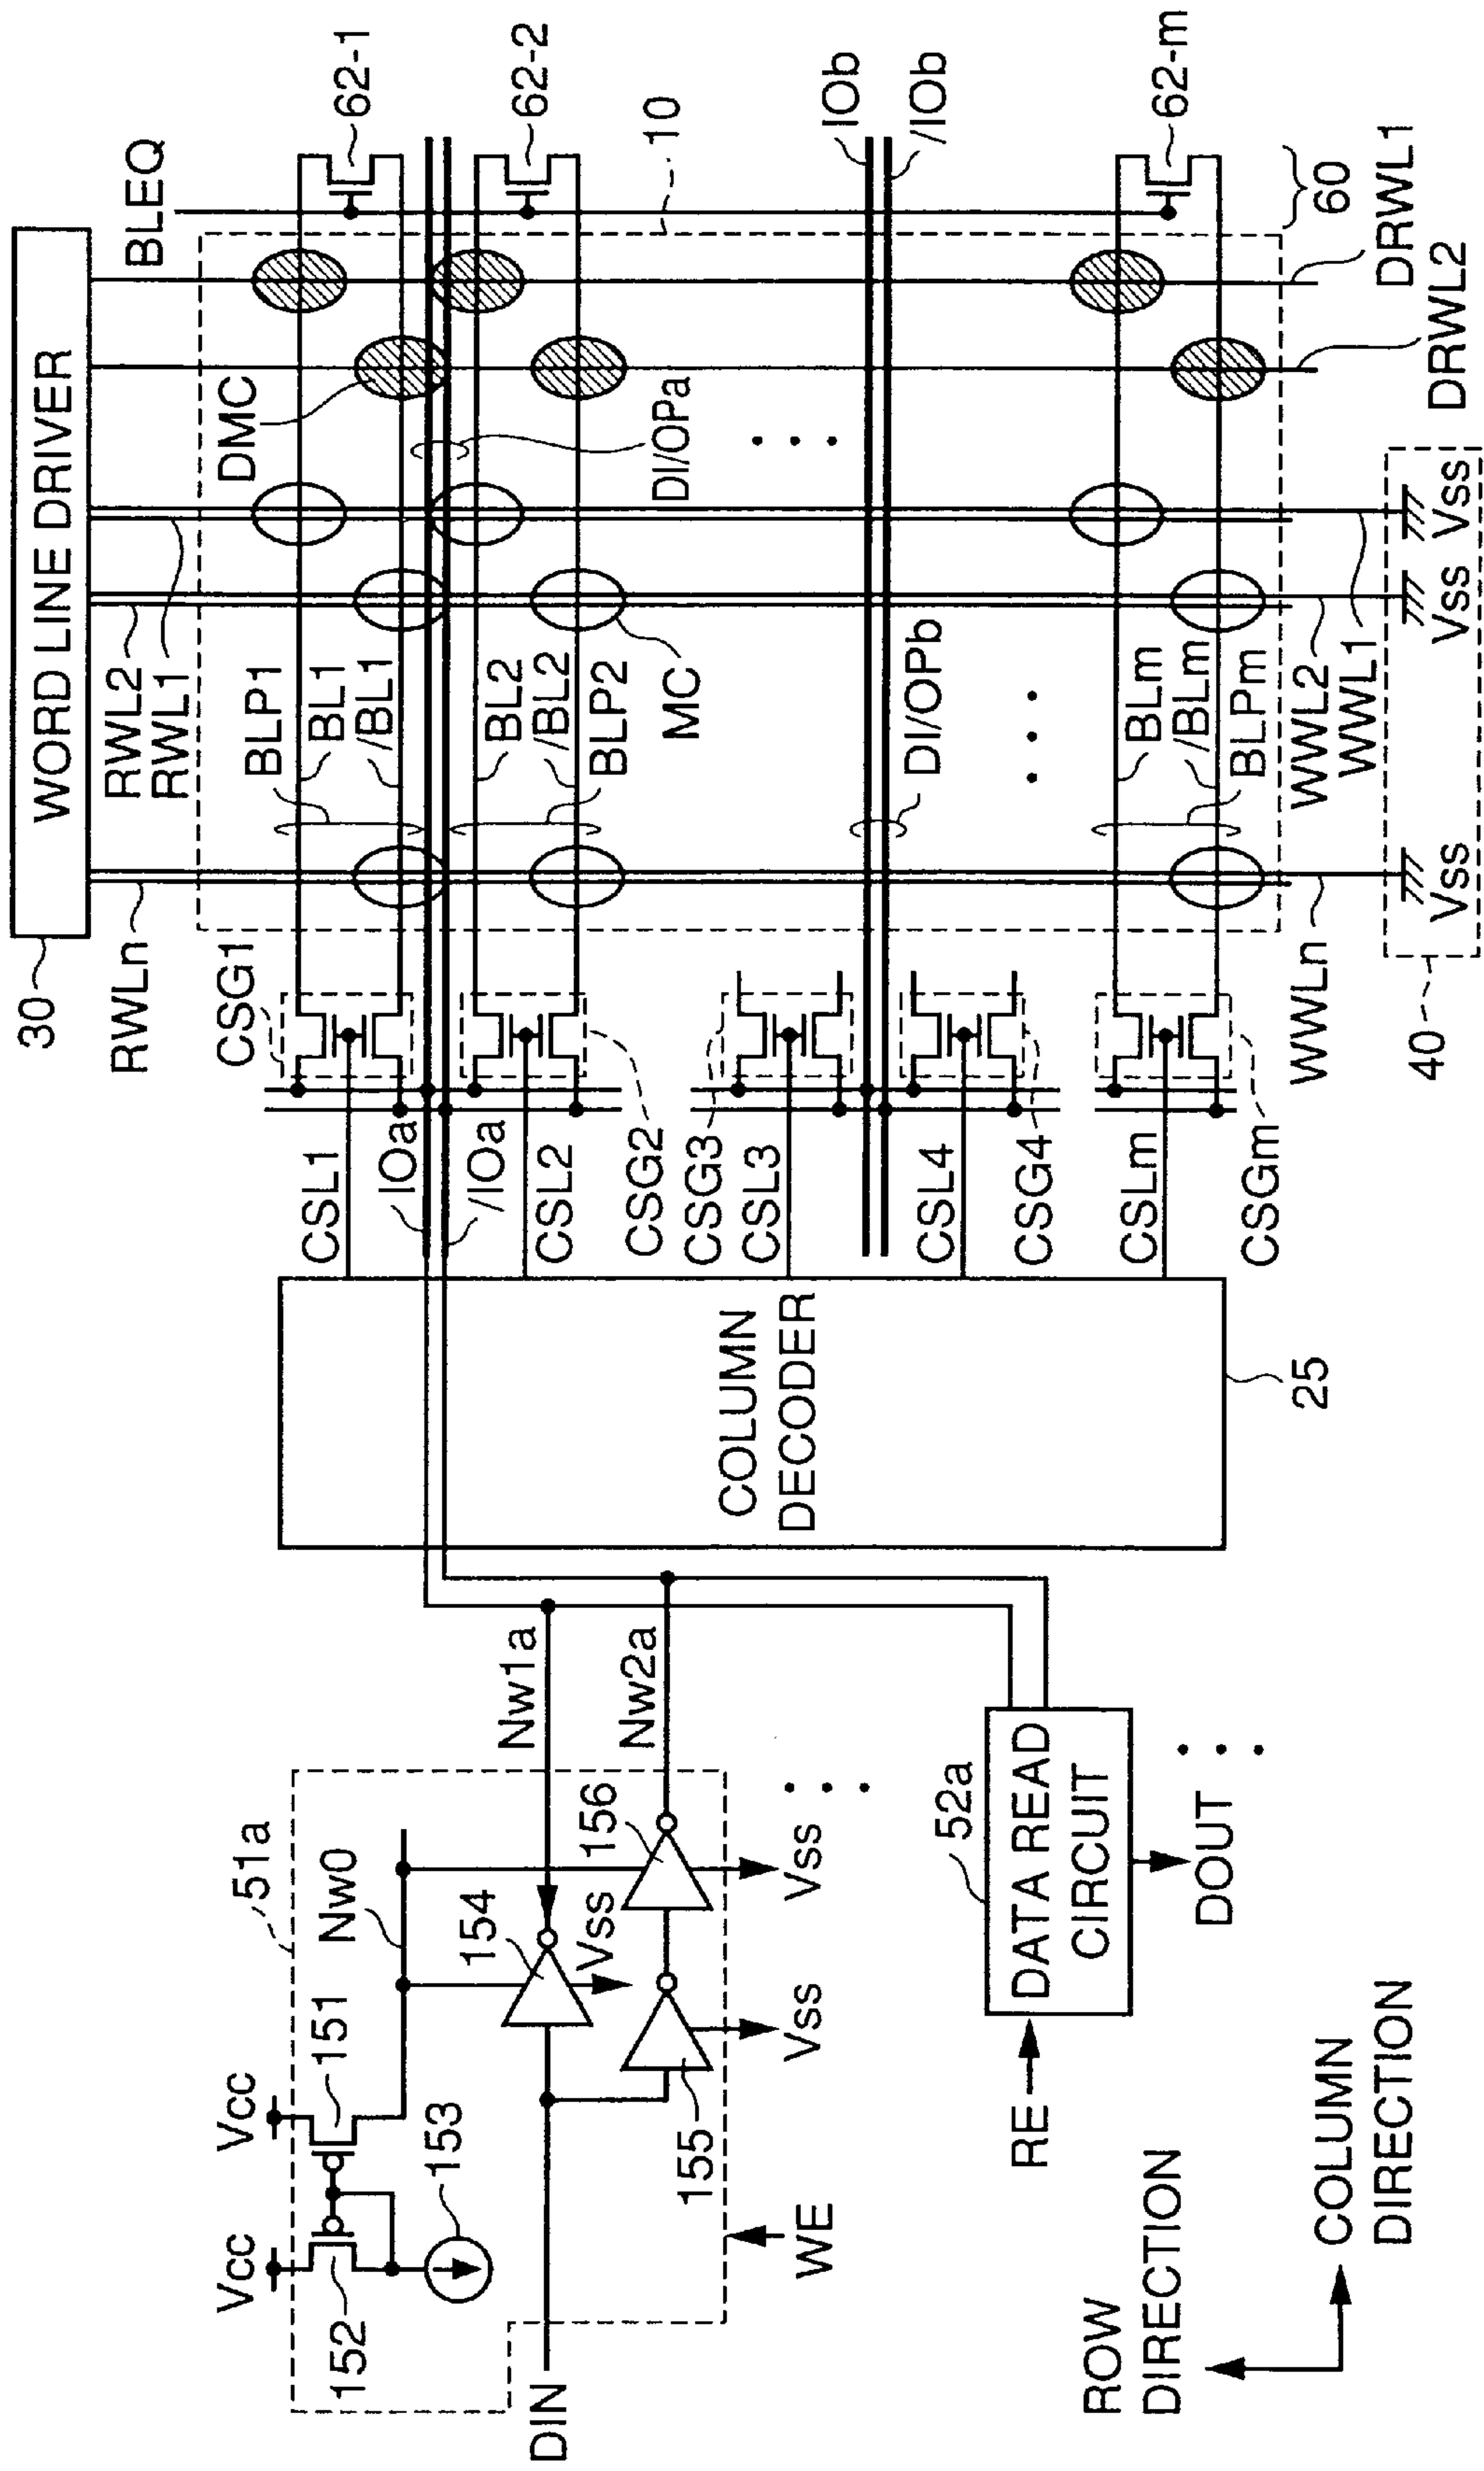 WORD LINE DRIVER
30
BLEQ
RWL2
RWL1
RWLn
62-1
62-2
62-m
10
60
DRWL1
DRWL2
DMC
DI/OPa
IOb
/IOb
BLP1
BL1
/BL1
BL2
/BL2
BLP2
MC
DI/OPb
BLm
/BLm
BLPm
WWL2
WWL1
WWLn
Vss
Vss
Vss
40
CSG1
CSL1
IOa
/IOa
CSL2
CSG2
CSG3
CSL3
CSL4
CSG4
CSLm
CSGm
COLUMN
DECODER
25
Nw1a
Nw2a
51a
Nw0
Vcc
Vcc
151
152
153
154
155
156
Vss
Vss
Vss
DIN
WE
52a
DATA READ
CIRCUIT
RE
DOUT
ROW
DIRECTION
COLUMN
DIRECTION